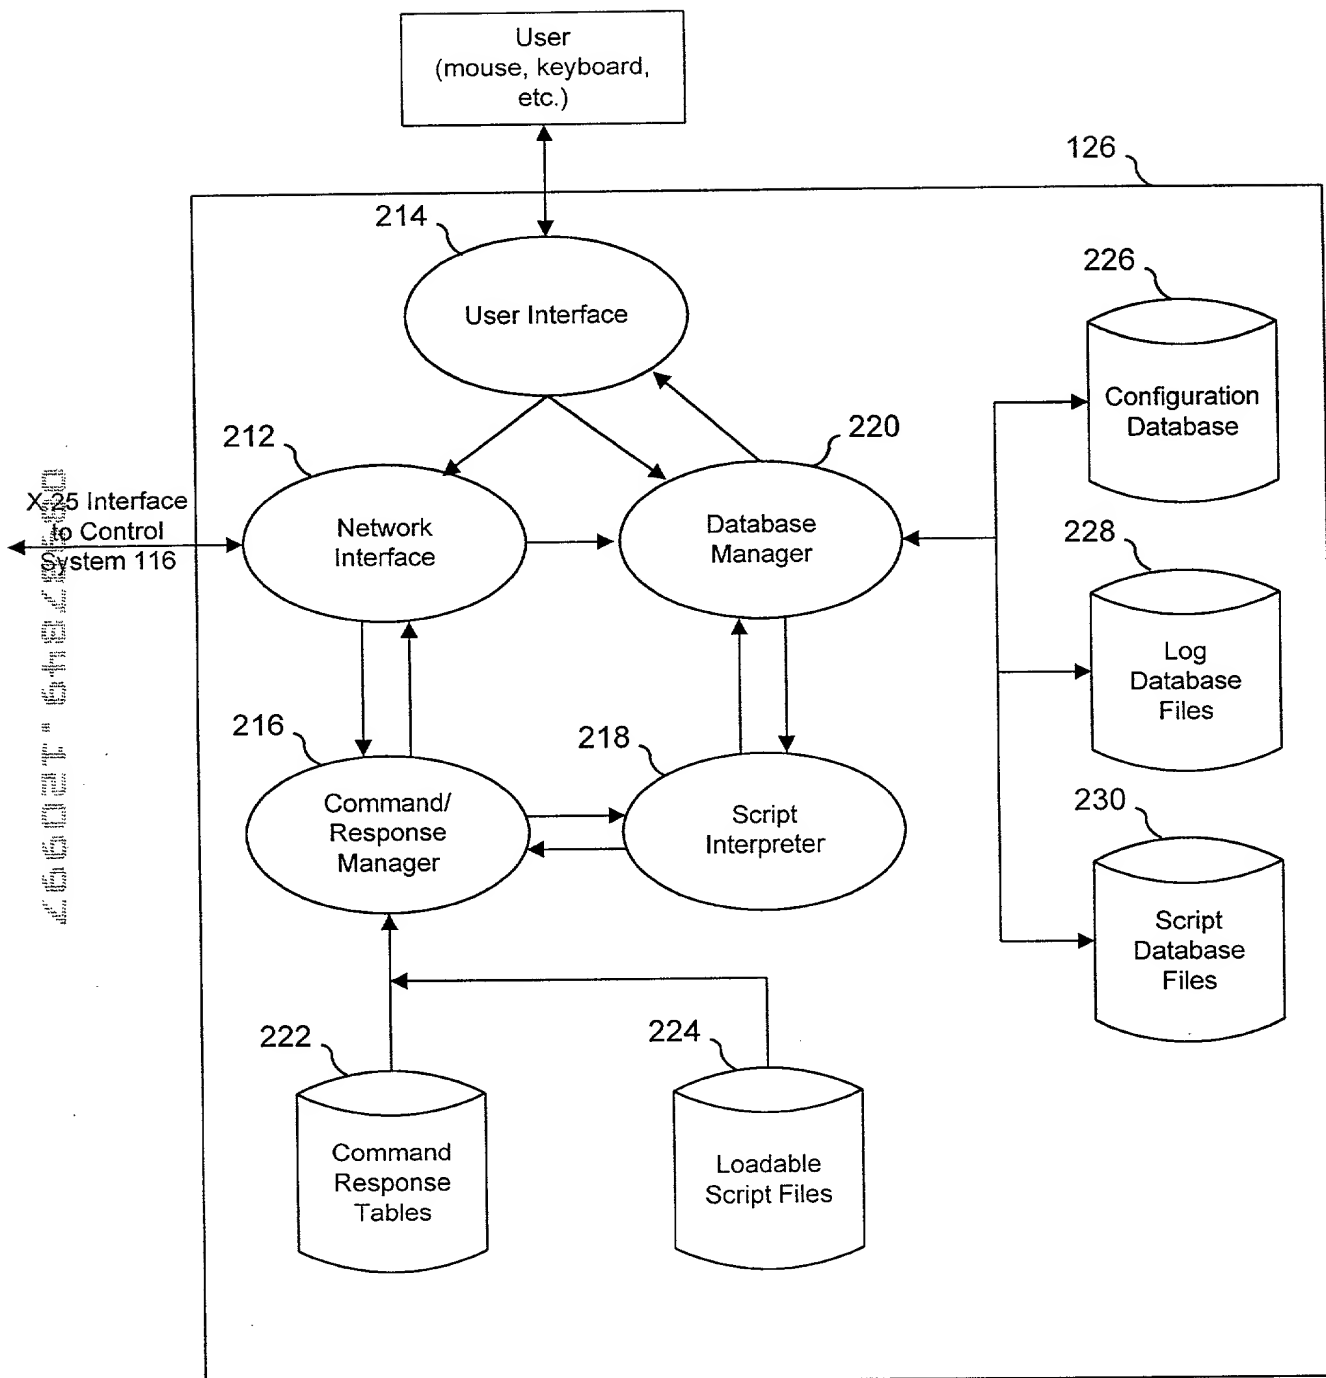 User
(mouse, keyboard,
etc.)
126
214
User Interface
226
Configuration
Database
212
220
X-25 Interface
to Control
System 116
Network
Interface
Database
Manager
228
Log
Database
Files
216
218
Command/
Response
Manager
Script
Interpreter
230
Script
Database
Files
222
224
Command
Response
Tables
Loadable
Script Files